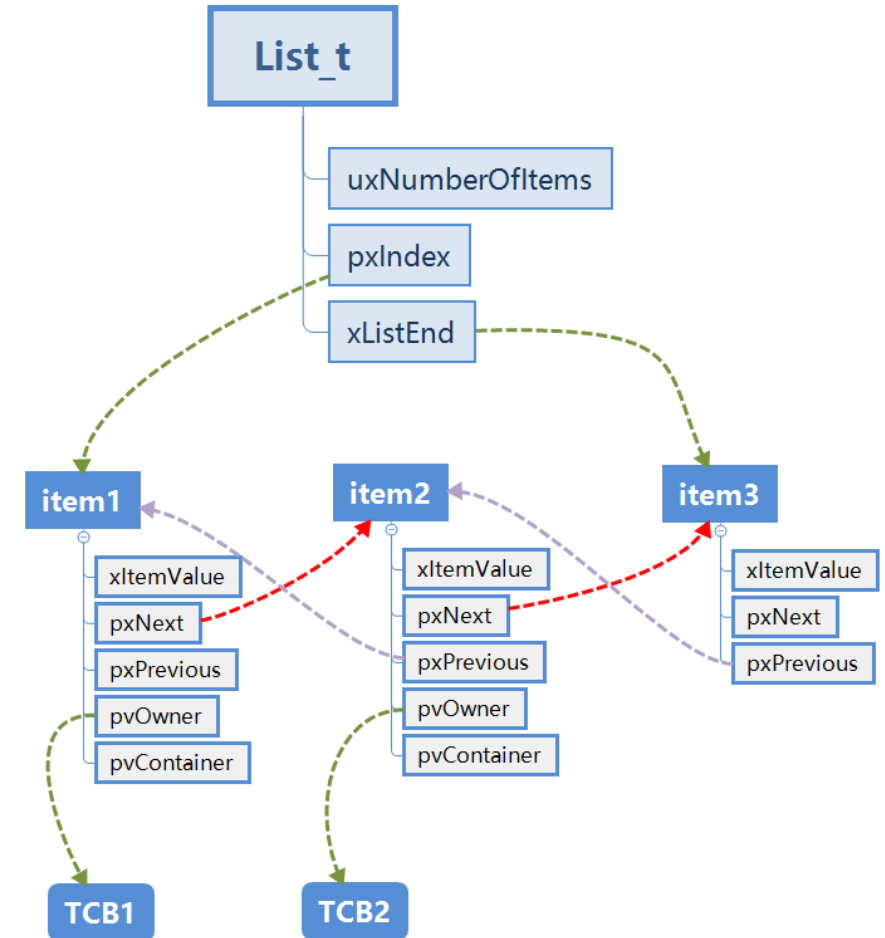 List_t
uxNumberOfItems
pxIndex
xListEnd
item1
xItemValue
pxNext
pxPrevious
pvOwner
pvContainer
TCB1
item2
xItemValue
pxNext
pxPrevious
pvOwner
pvContainer
TCB2
item3
xItemValue
pxNext
pxPrevious